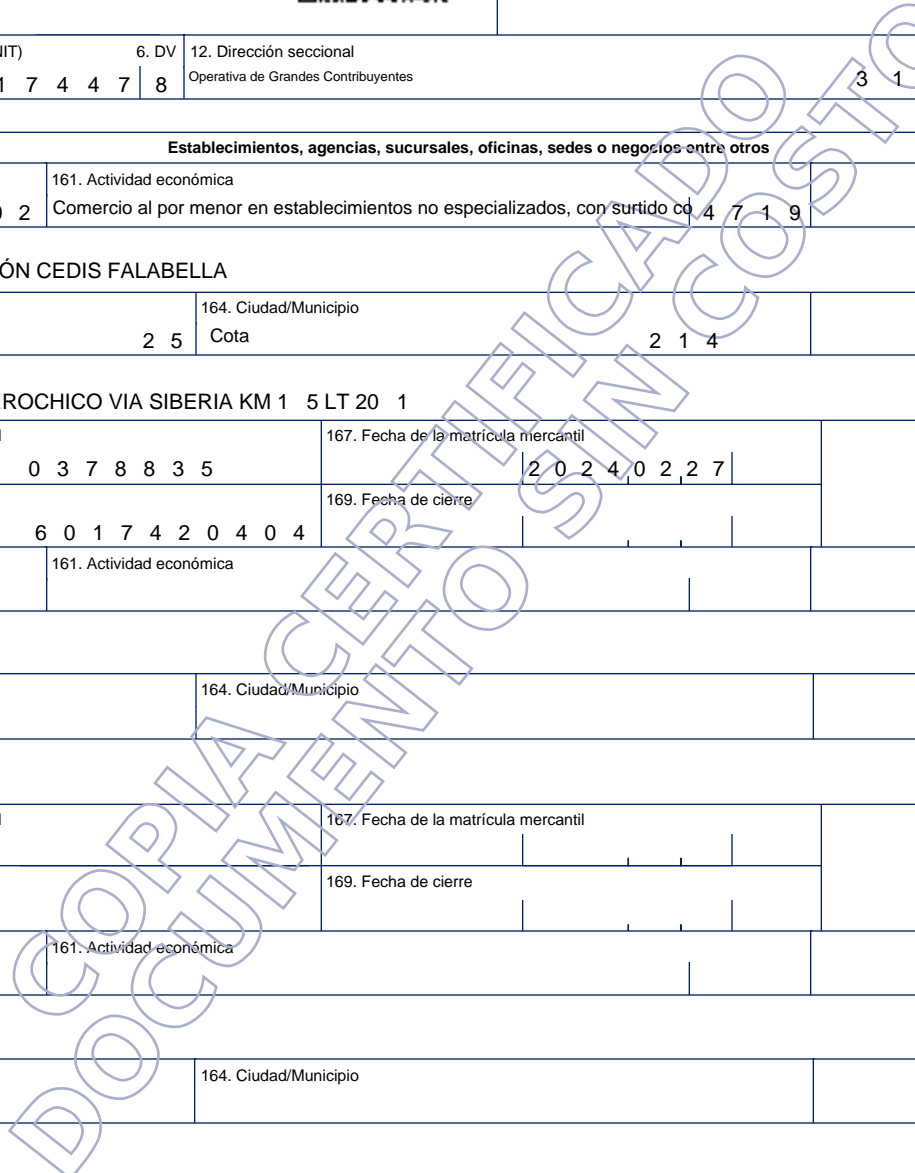 NIT) 6. DV 12. Dirección seccional
1 7 4 4 7 8 Operativa de Grandes Contribuyentes 3 1
Establecimientos, agencias, sucursales, oficinas, sedes o negocios entre otros
161. Actividad económica
0 2 Comercio al por menor en establecimientos no especializados, con surtido co 4 7 1 9
ÓN CEDIS FALABELLA
164. Ciudad/Municipio
2 5 Cota 2 1 4
EROCHICO VIA SIBERIA KM 1 5 LT 20 1
167. Fecha de la matrícula mercantil
0 3 7 8 8 3 5 2 0 2 4 0 2 2 7
169. Fecha de cierre
6 0 1 7 4 2 0 4 0 4
161. Actividad económica
164. Ciudad/Municipio
167. Fecha de la matrícula mercantil
169. Fecha de cierre
161. Actividad económica
164. Ciudad/Municipio
COPIA CERTIFICADO
DOCUMENTO SIN COSTO